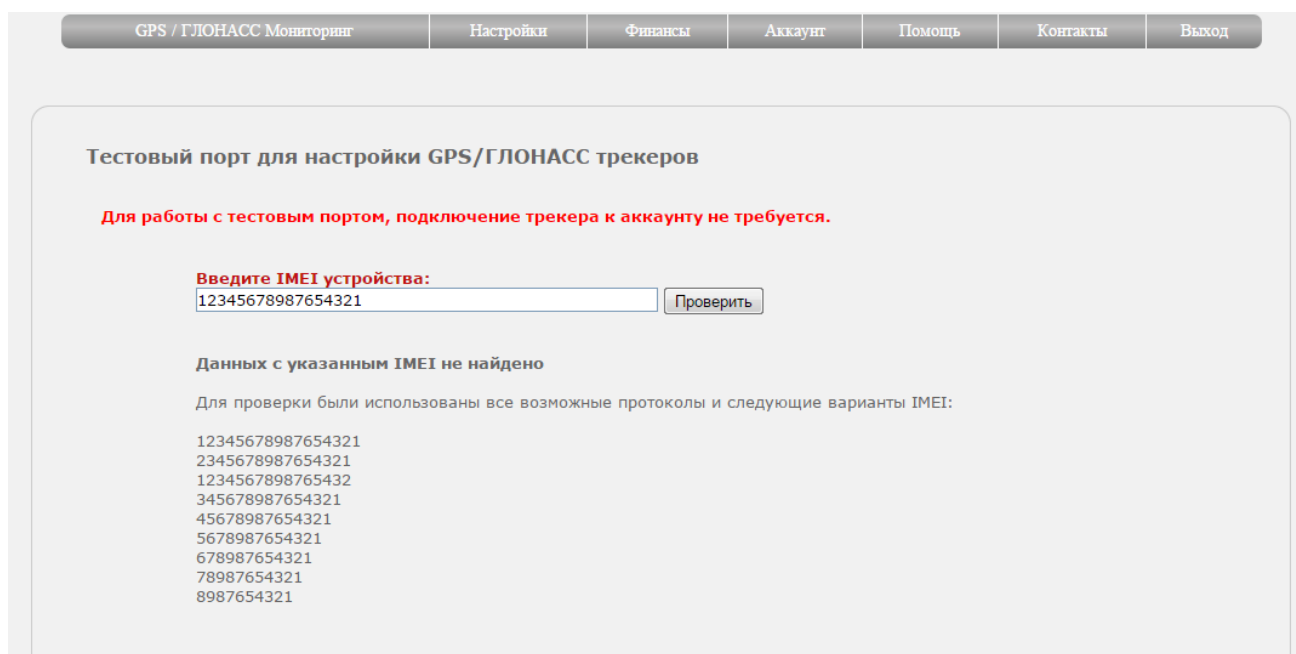 GPS / ГЛОНАСС Мониторинг Настройки Финансы Аккаунт Помощь Контакты Выход
Тестовый порт для настройки GPS/ГЛОНАСС трекеров
Для работы с тестовым портом, подключение трекера к аккаунту не требуется.
Введите IMEI устройства:
12345678987654321 Проверить
Данных с указанным IMEI не найдено
Для проверки были использованы все возможные протоколы и следующие варианты IMEI:
12345678987654321
2345678987654321
1234567898765432
345678987654321
45678987654321
5678987654321
678987654321
78987654321
8987654321